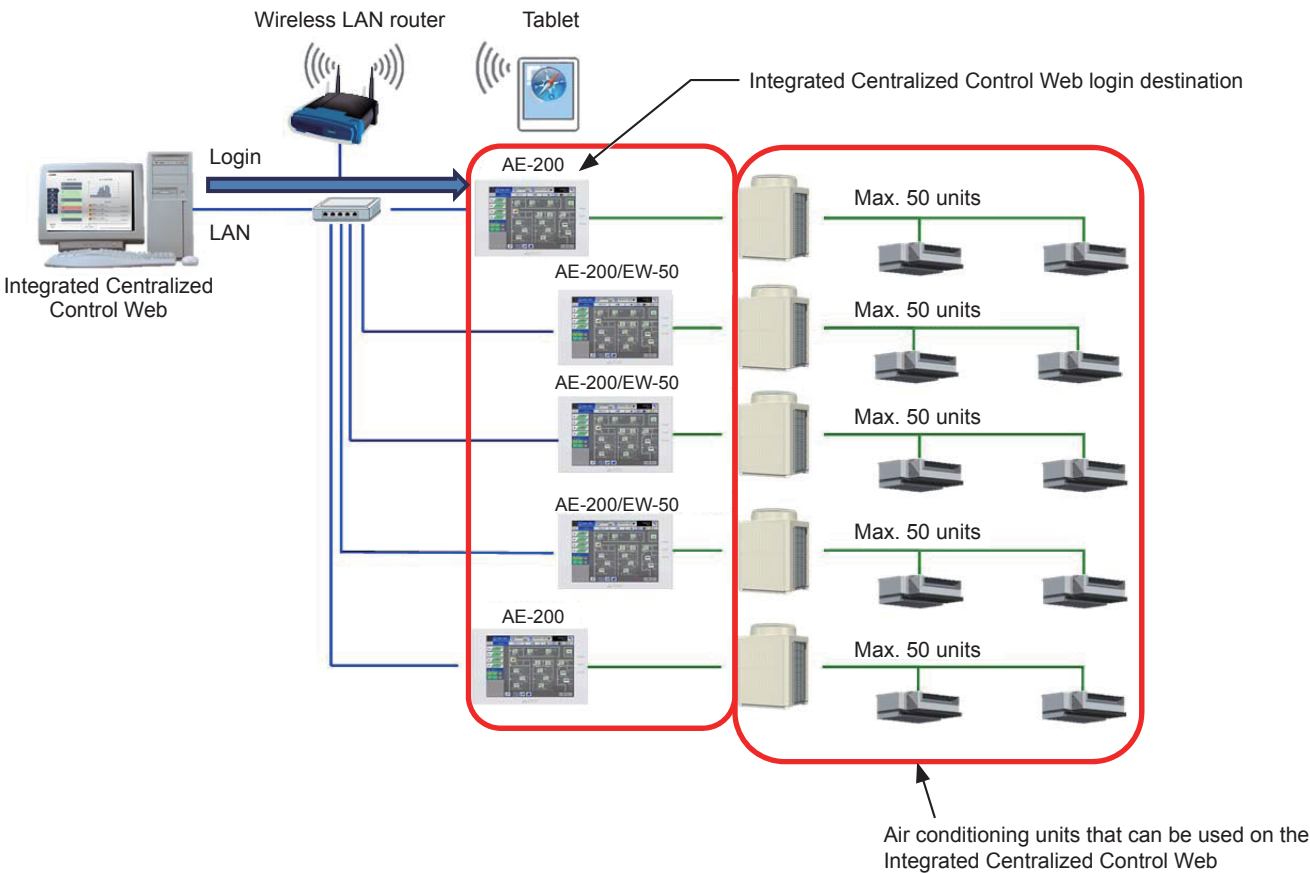 Wireless LAN router
Tablet
Integrated Centralized Control Web login destination
Login
AE-200
Max. 50 units
LAN
Integrated Centralized
Control Web
AE-200/EW-50
Max. 50 units
AE-200/EW-50
Max. 50 units
AE-200/EW-50
Max. 50 units
AE-200
Max. 50 units
Air conditioning units that can be used on the
Integrated Centralized Control Web